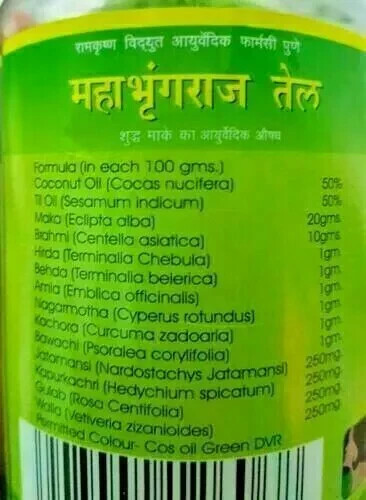 रामकृष्ण विद्युत आयुर्वेदिक फार्मसी पुणे
महाभृंगराज तेल
शुद्ध मार्क का आयुर्वेदिक औषध
Formula (in each 100 gms.)
Coconut Oil (Cocas nucifera) 50%
Til Oil (Sesamum indicum) 50%
Maka (Eclipta alba) 20gms
Brahmi (Centella asiatica) 10gms
Hirda (Terminalia Chebula) 1gm
Behda (Terminalia belerica) 1gm.
Amla (Emblica officinalis) 1gm.
Nagarmotha (Cyperus rotundus) 1gm.
Kachora (Curcuma zadoaria) 1gm.
Bawachi (Psoralea corylifolia) 1gm.
Jatamansi (Nardostachys Jatamansi) 250mg.
Kapurkachri (Hedychium spicatum) 250mg.
Gulab (Rosa Centifolia) 250mg.
Walla (Vetiveria zizanioides) 250mg
Permitted Colour- Cos oil Green DVR